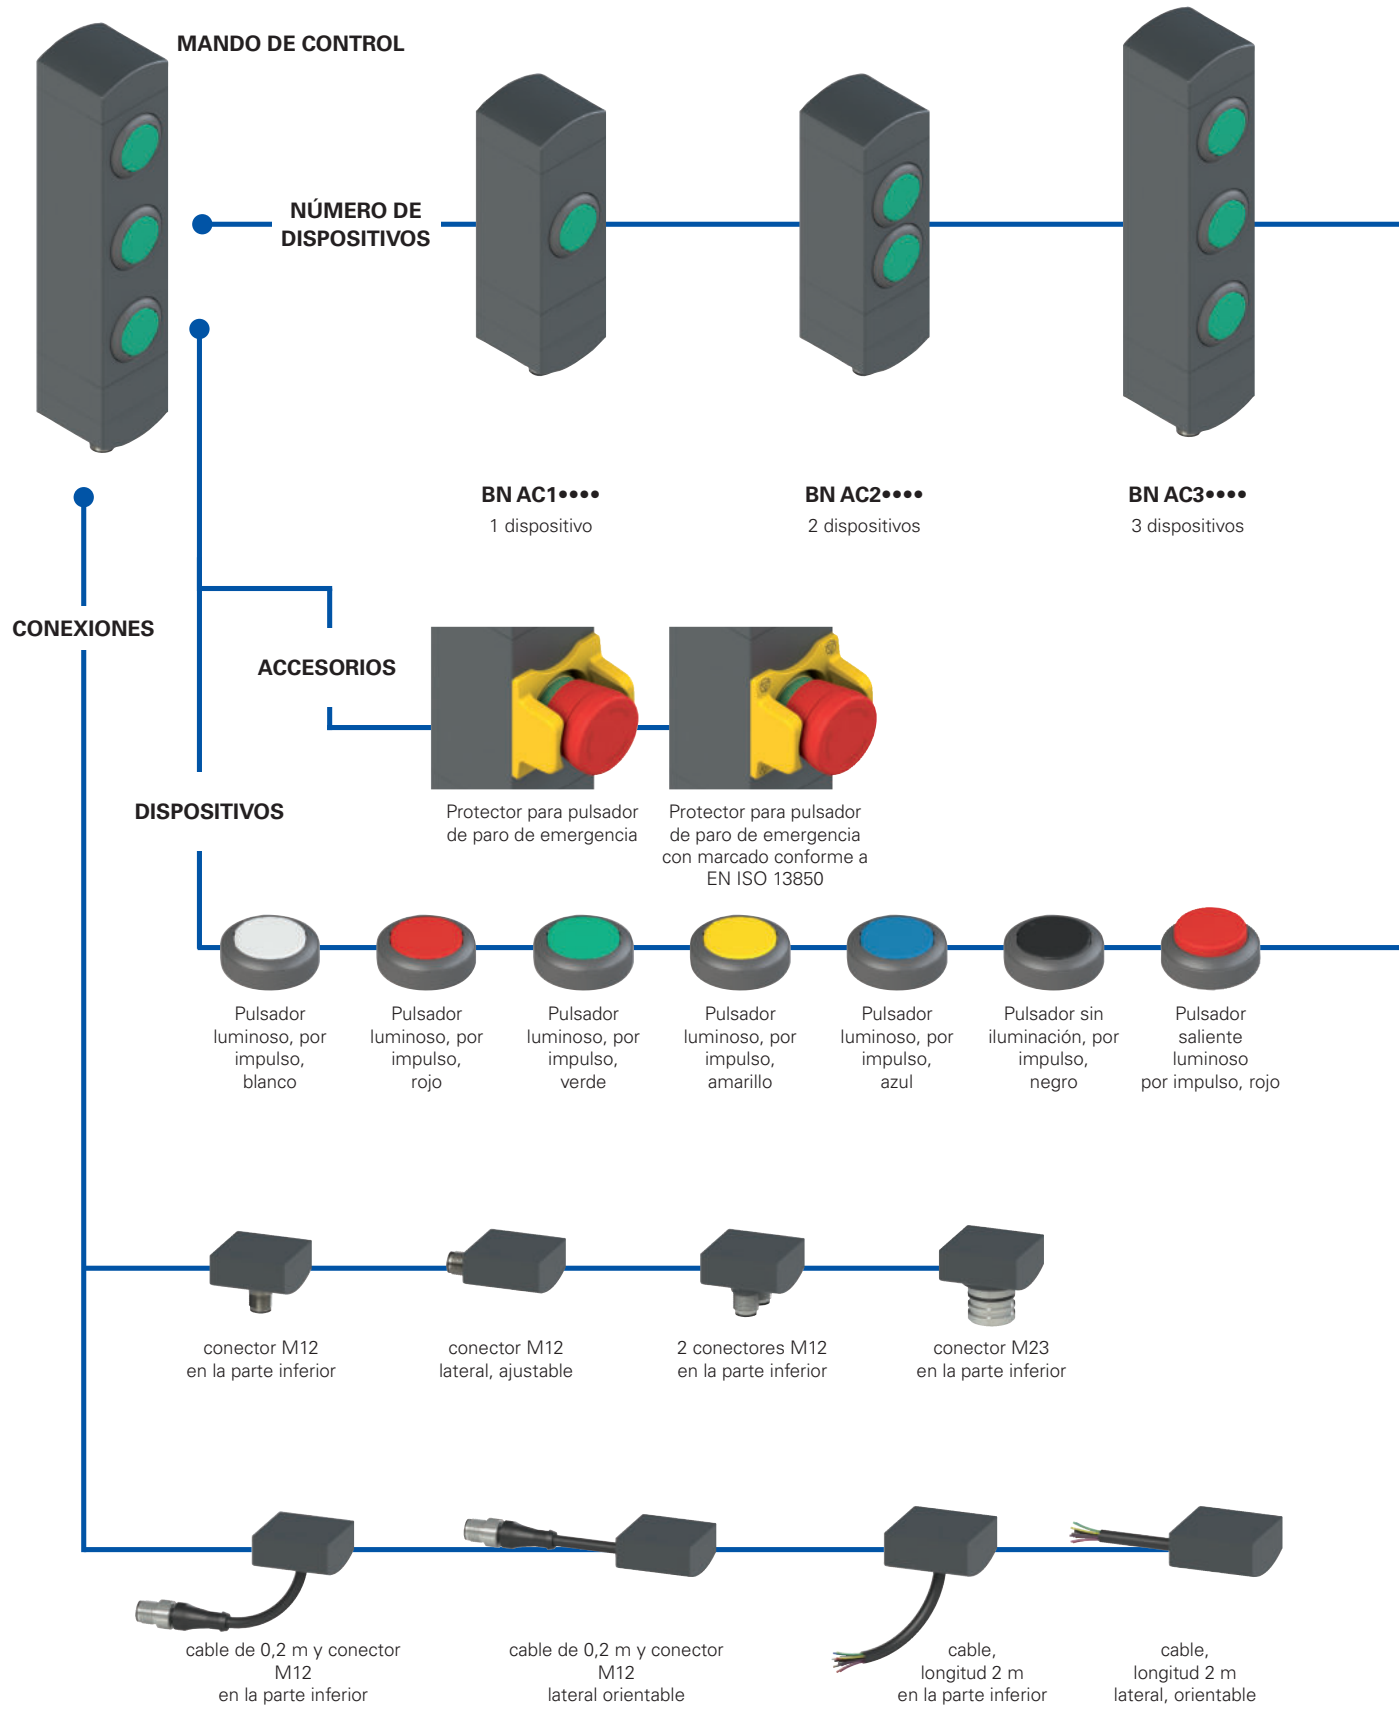 MANDO DE CONTROL
NÚMERO DE
DISPOSITIVOS
BN AC1••••
1 dispositivo
BN AC2••••
2 dispositivos
BN AC3••••
3 dispositivos
CONEXIONES
ACCESORIOS
DISPOSITIVOS
Protector para pulsador
de paro de emergencia
Protector para pulsador
de paro de emergencia
con marcado conforme a
EN ISO 13850
Pulsador
luminoso, por
impulso,
blanco
Pulsador
luminoso, por
impulso,
rojo
Pulsador
luminoso, por
impulso,
verde
Pulsador
luminoso, por
impulso,
amarillo
Pulsador
luminoso, por
impulso,
azul
Pulsador sin
iluminación, por
impulso,
negro
Pulsador
saliente
luminoso
por impulso, rojo
conector M12
en la parte inferior
conector M12
lateral, ajustable
2 conectores M12
en la parte inferior
conector M23
en la parte inferior
cable de 0,2 m y conector
M12
en la parte inferior
cable de 0,2 m y conector
M12
lateral orientable
cable,
longitud 2 m
en la parte inferior
cable,
longitud 2 m
lateral, orientable